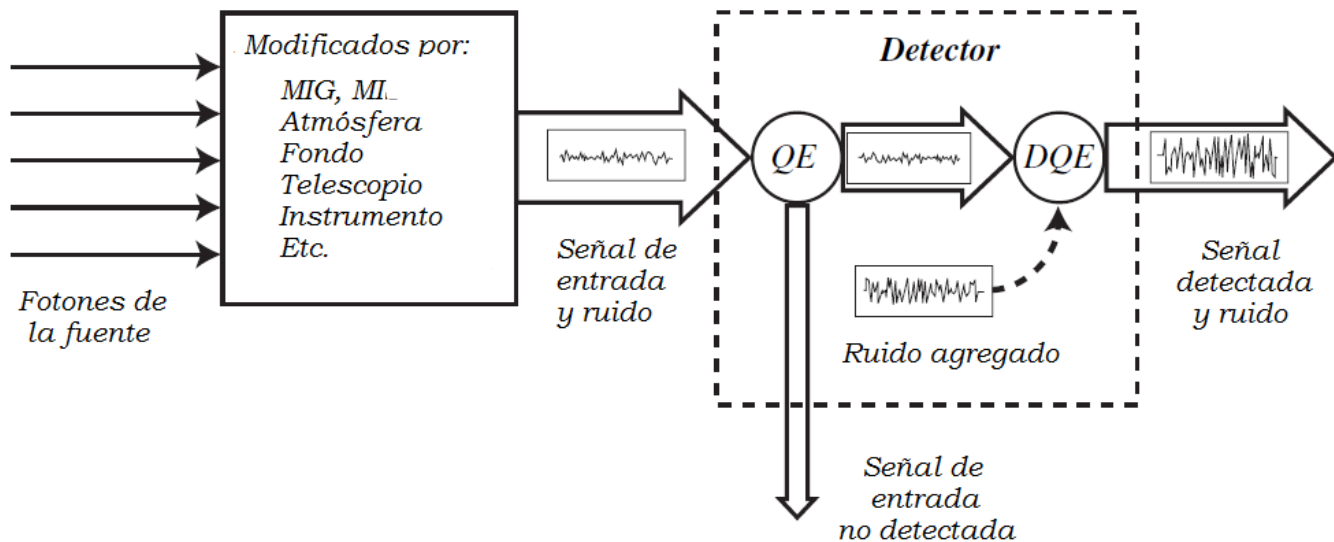 Modificados por:
MIG,
Atmósfera
Fondo
Telescopio
Instrumento
Etc.
Fotones de
la fuente
Señal de
entrada
y ruido
Detector
QE
DQE
Ruido agregado
Señal de
entrada
no detectada
Señal
detectada
y ruido